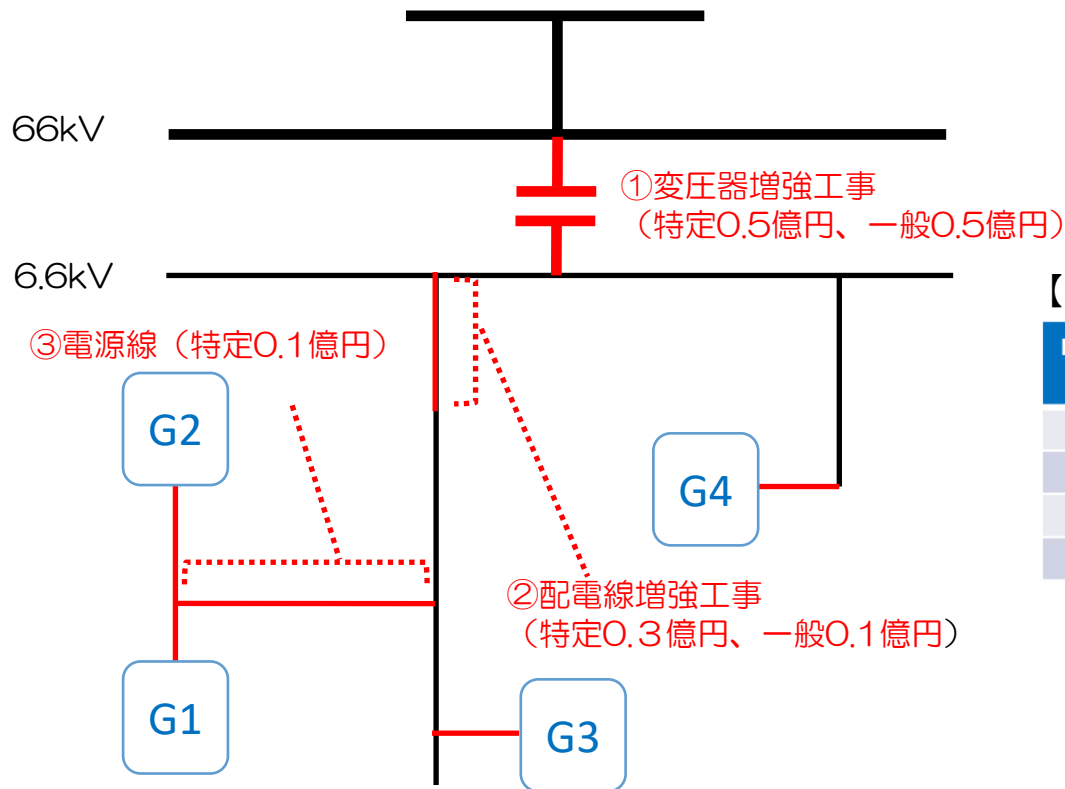 66kV
①変圧器増強工事
（特定0.5億円、一般0.5億円）
6.6kV
【
③電源線（特定0.1億円）
G2
G4
②配電線増強工事
（特定0.3億円、一般0.1億円）
G1
G3